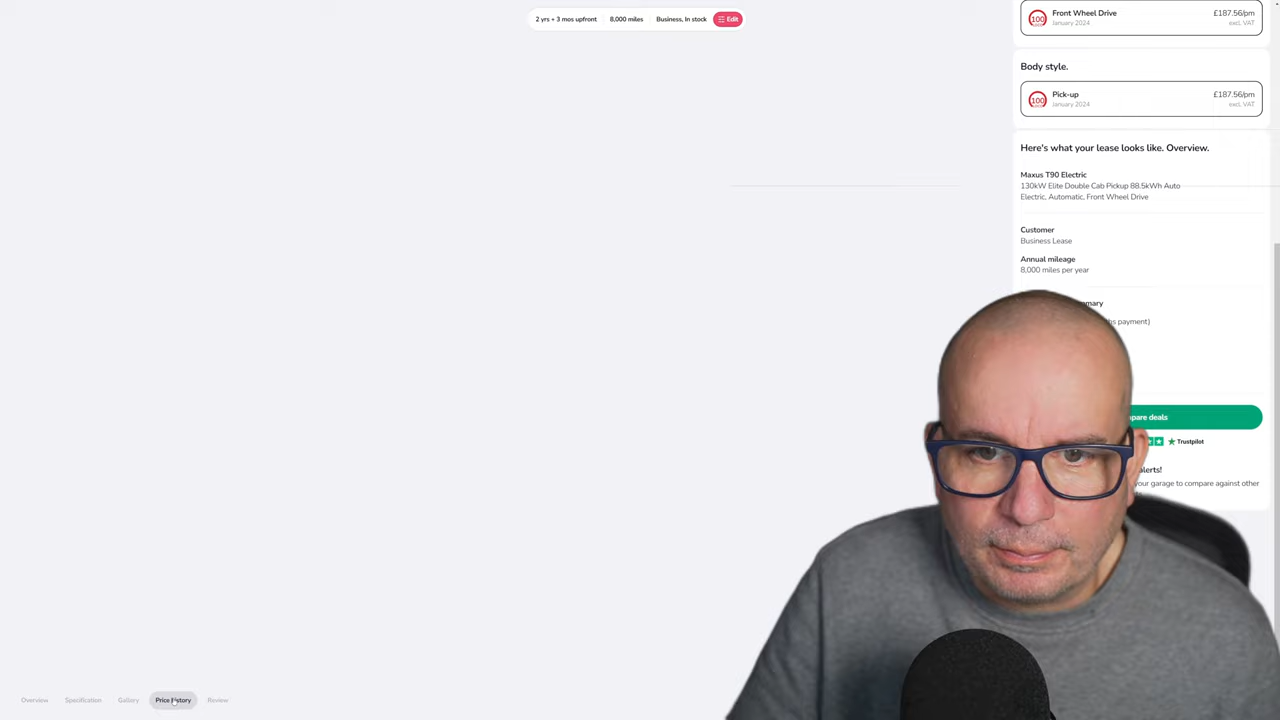 2 yrs + 3 mos upfront 8,000 miles Business, In stock Edit
100 Front Wheel Drive £187.56/pm
January 2024 excl. VAT
Body style.
100 Pick-up £187.56/pm
January 2024 excl. VAT
Here's what your lease looks like. Overview.
Maxus T90 Electric
130kW Elite Double Cab Pickup 88.5kWh Auto
Electric, Automatic, Front Wheel Drive
Customer
Business Lease
Annual mileage
8,000 miles per year
payment)
deals
Trustpilot
alerts!
your garage to compare against other
Overview Specification Gallery Price History Review